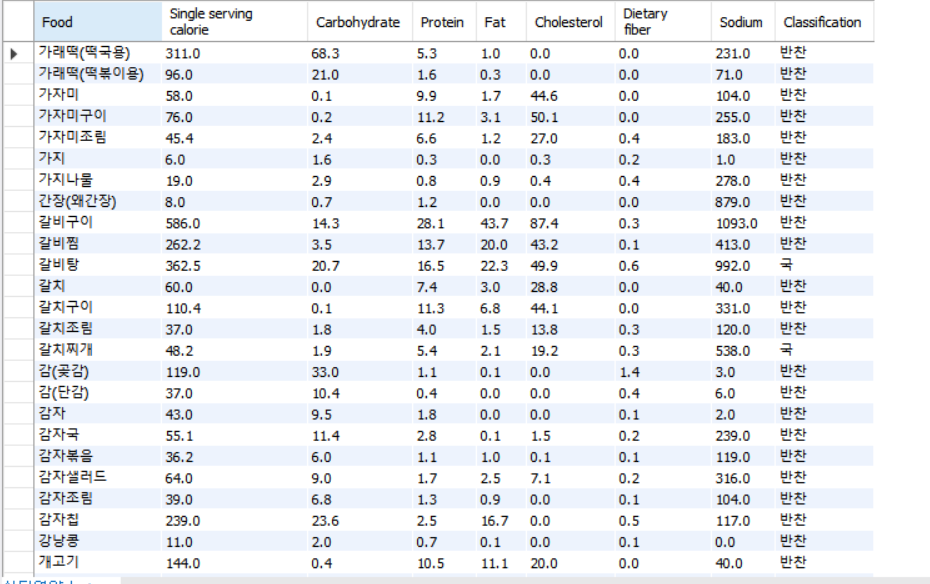 Food Single serving calorie Carbohydrate Protein Fat Cholesterol Dietary fiber Sodium Classification
가래떡(떡국용) 311.0 68.3 5.3 1.0 0.0 0.0 231.0 반찬
가래떡(떡볶이용) 96.0 21.0 1.6 0.3 0.0 0.0 71.0 반찬
가자미 58.0 0.1 9.9 1.7 44.6 0.0 104.0 반찬
가자미구이 76.0 0.2 11.2 3.1 50.1 0.0 255.0 반찬
가자미조림 45.4 2.4 6.6 1.2 27.0 0.4 183.0 반찬
가지 6.0 1.6 0.3 0.0 0.3 0.2 1.0 반찬
가지나물 19.0 2.9 0.8 0.9 0.4 0.4 278.0 반찬
간장(왜간장) 8.0 0.7 1.2 0.0 0.0 0.0 879.0 반찬
갈비구이 586.0 14.3 28.1 43.7 87.4 0.3 1093.0 반찬
갈비찜 262.2 3.5 13.7 20.0 43.2 0.1 413.0 반찬
갈비탕 362.5 20.7 16.5 22.3 49.9 0.6 992.0 국
갈치 60.0 0.0 7.4 3.0 28.8 0.0 40.0 반찬
갈치구이 110.4 0.1 11.3 6.8 44.1 0.0 331.0 반찬
갈치조림 37.0 1.8 4.0 1.5 13.8 0.3 120.0 반찬
갈치찌개 48.2 1.9 5.4 2.1 19.2 0.3 538.0 국
감(곶감) 119.0 33.0 1.1 0.1 0.0 1.4 3.0 반찬
감(단감) 37.0 10.4 0.4 0.0 0.0 0.4 6.0 반찬
감자 43.0 9.5 1.8 0.0 0.0 0.1 2.0 반찬
감자국 55.1 11.4 2.8 0.1 1.5 0.2 239.0 반찬
감자볶음 36.2 6.0 1.1 1.0 0.1 0.1 119.0 반찬
감자샐러드 64.0 9.0 1.7 2.5 7.1 0.2 316.0 반찬
감자조림 39.0 6.8 1.3 0.9 0.0 0.1 104.0 반찬
감자칩 239.0 23.6 2.5 16.7 0.0 0.5 117.0 반찬
강낭콩 11.0 2.0 0.7 0.1 0.0 0.1 0.0 반찬
개고기 144.0 0.4 10.5 11.1 20.0 0.0 40.0 반찬